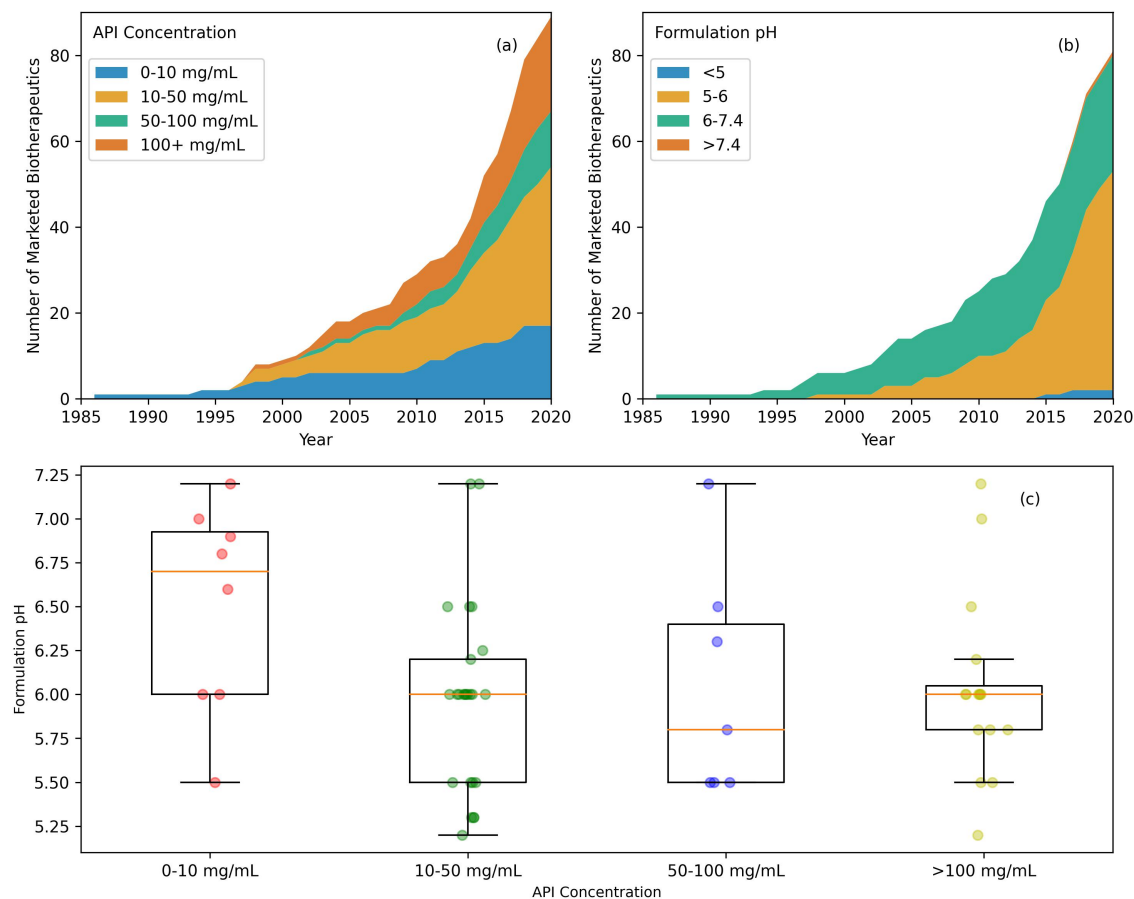 API Concentration
(a)
0-10 mg/mL
10-50 mg/mL
50-100 mg/mL
100+ mg/mL
Number of Marketed Biotherapeutics
80
60
40
20
0
1985 1990 1995 2000 2005 2010 2015 2020
Year
Formulation pH
(b)
<5
5-6
6-7.4
>7.4
Number of Marketed Biotherapeutics
80
60
40
20
0
1985 1990 1995 2000 2005 2010 2015 2020
Year
(c)
Formulation pH
7.25
7.00
6.75
6.50
6.25
6.00
5.75
5.50
5.25
0-10 mg/mL 10-50 mg/mL 50-100 mg/mL >100 mg/mL
API Concentration